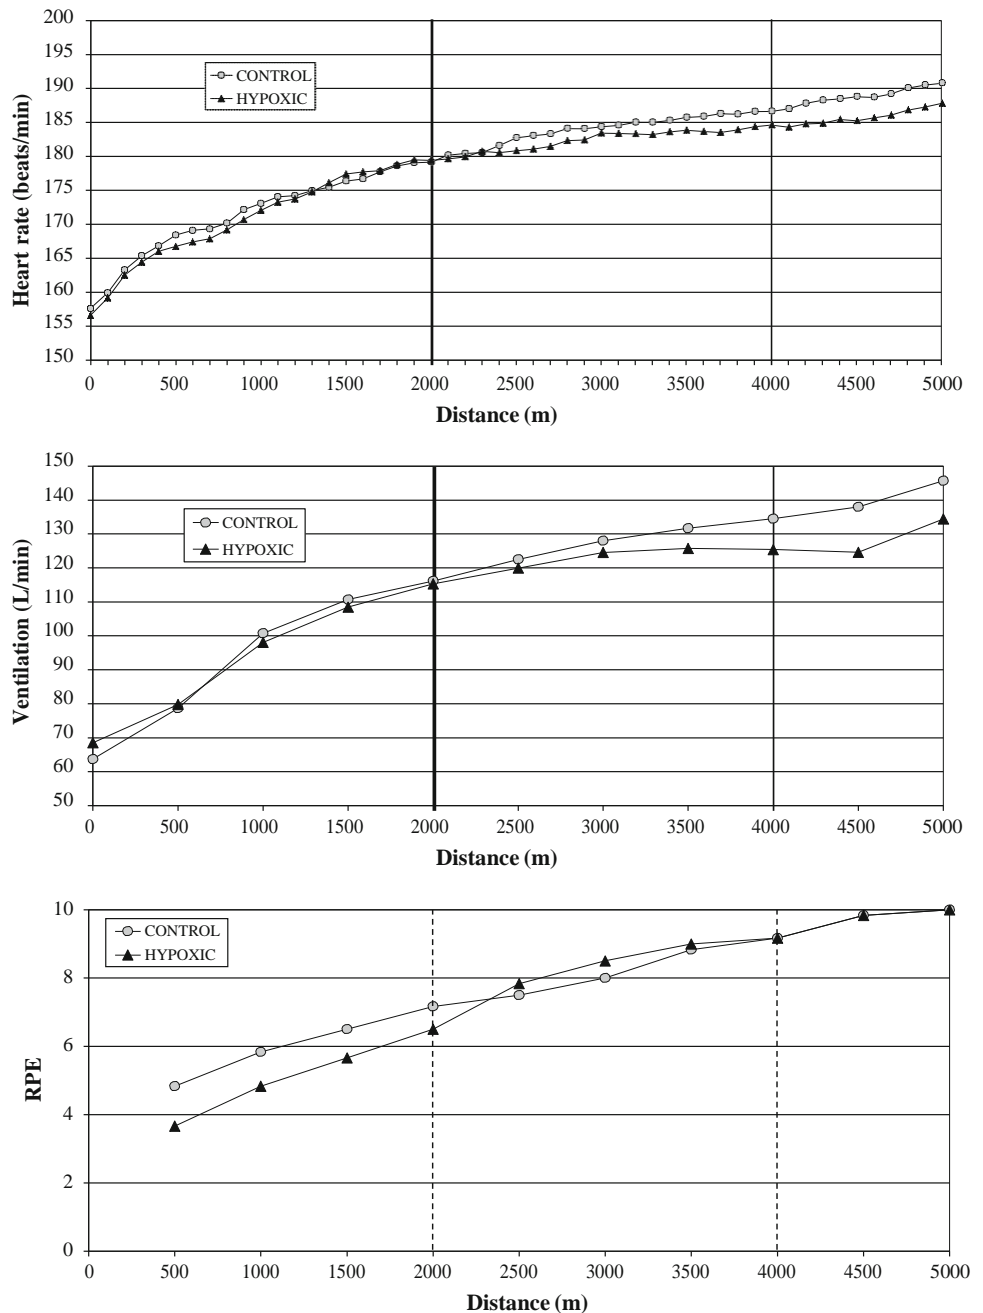 200
195
190
185
180
175
170
165
160
155
150
Heart rate (beats/min)
CONTROL
HYPOXIC
0 500 1000 1500 2000 2500 3000 3500 4000 4500 5000
Distance (m)
150
140
130
120
110
100
90
80
70
60
50
Ventilation (L/min)
CONTROL
HYPOXIC
0 500 1000 1500 2000 2500 3000 3500 4000 4500 5000
Distance (m)
10
8
6
4
2
0
RPE
CONTROL
HYPOXIC
0 500 1000 1500 2000 2500 3000 3500 4000 4500 5000
Distance (m)